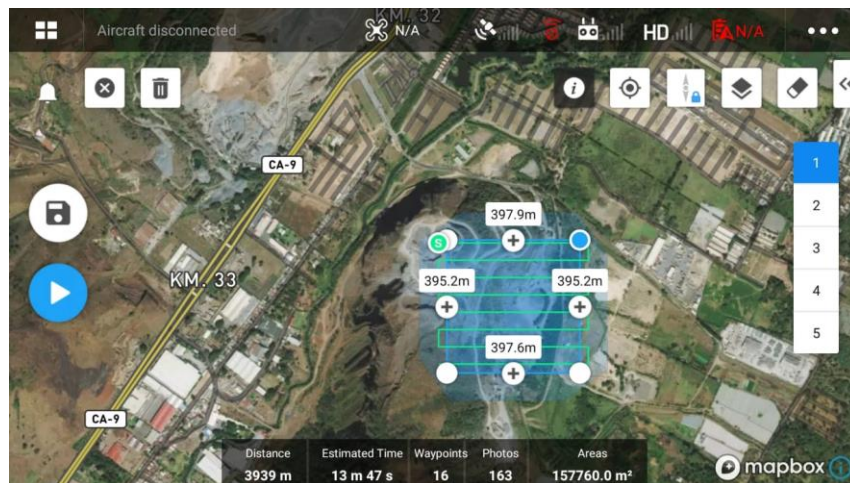 KM. 32
Aircraft disconnected
N/A
HD
N/A
CA-9
1
2
3
4
5
397.9m
S
395.2m
395.2m
KM. 33
397.6m
CA-9
Distance
Estimated Time
Waypoints
Photos
Areas
3939 m
13 m 47 s
16
163
157760.0 m²
mapbox